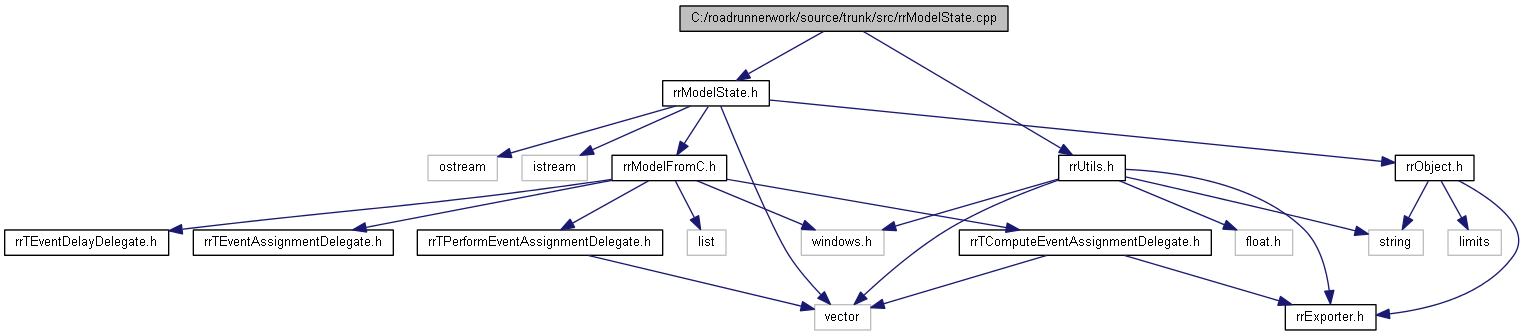 C:/roadrunnerwork/source/trunk/src/rrModelState.cpp
rrModelState.h
ostream
istream
rrModelFromC.h
rrUtils.h
rrObject.h
rrTEventDelayDelegate.h
rrTEventAssignmentDelegate.h
rrTPerformEventAssignmentDelegate.h
list
windows.h
rrTComputeEventAssignmentDelegate.h
float.h
string
limits
vector
rrExporter.h